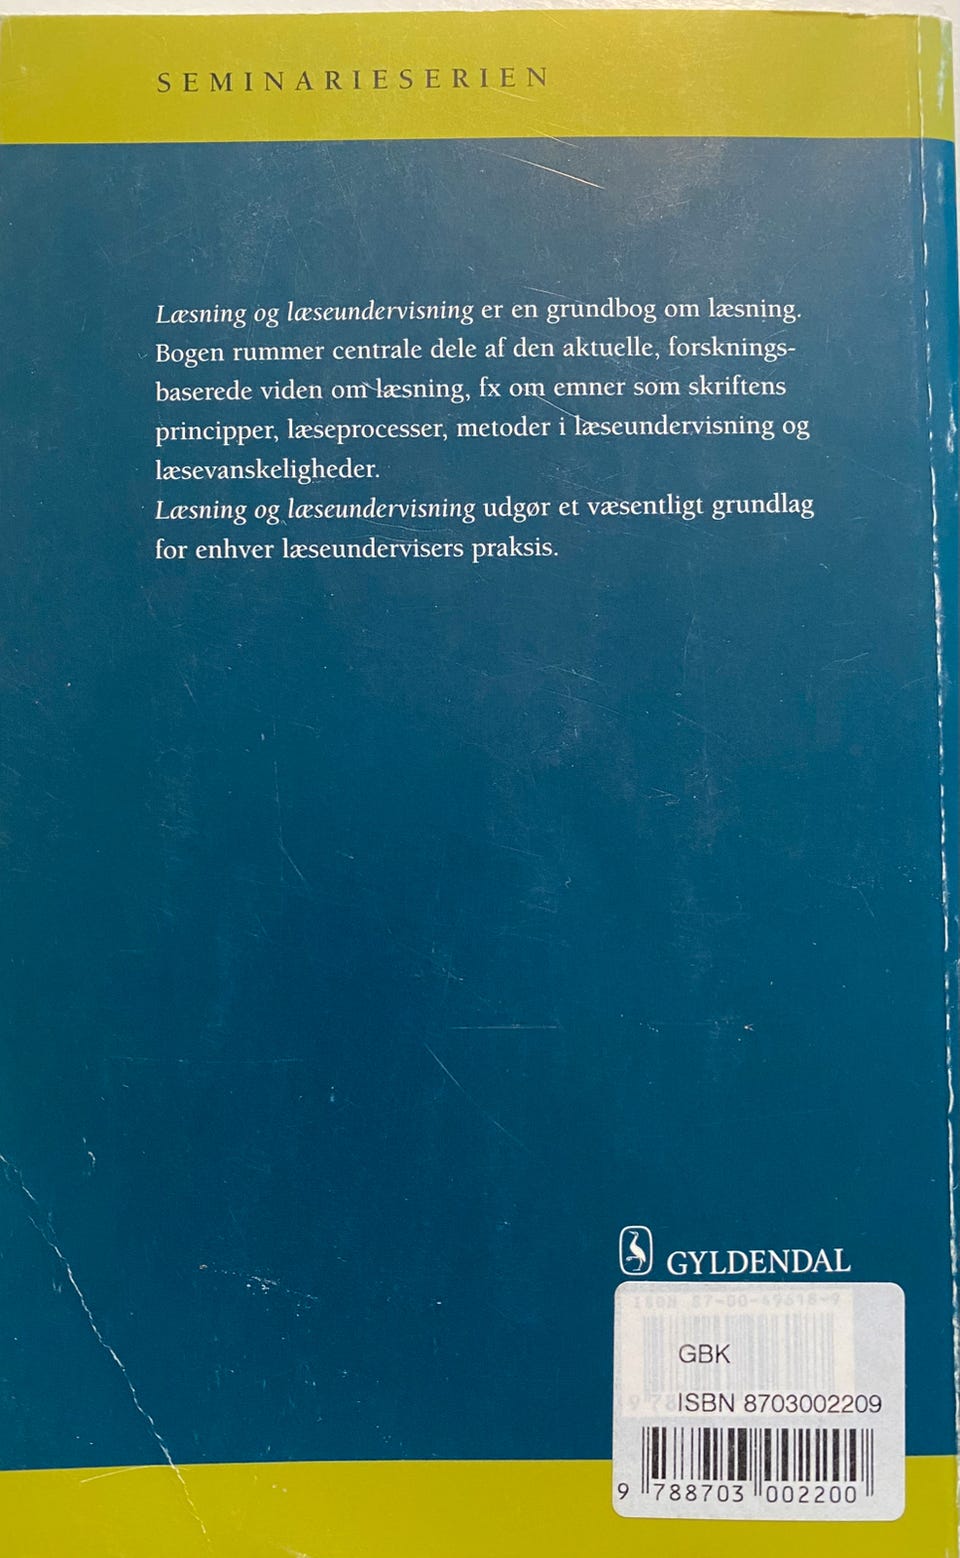 SEMINARIESERIEN
Læsning og læseundervisning er en grundbog om læsning.
Bogen rummer centrale dele af den aktuelle, forsknings-
baserede viden om læsning, fx om emner som skriftens
principper, læseprocesser, metoder i læseundervisning og
læsevanskeligheder.
Læsning og læseundervisning udgør et væsentligt grundlag
for enhver læseundervisers praksis.
GYLDENDAL
GBK
ISBN 8703002209
9 788703 002200